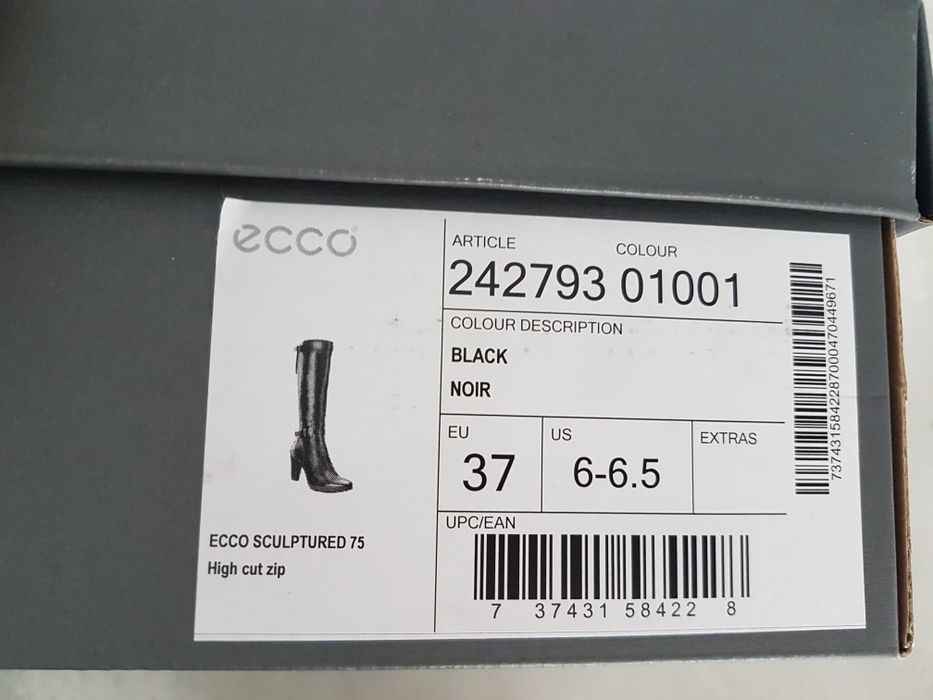 ecco®
ARTICLE COLOUR
242793 01001
COLOUR DESCRIPTION
BLACK
NOIR
EU US EXTRAS
37 6-6.5
UPC/EAN
7 37431 58422 8
ECCO SCULPTURED 75
High cut zip
737431584228700047044967​1